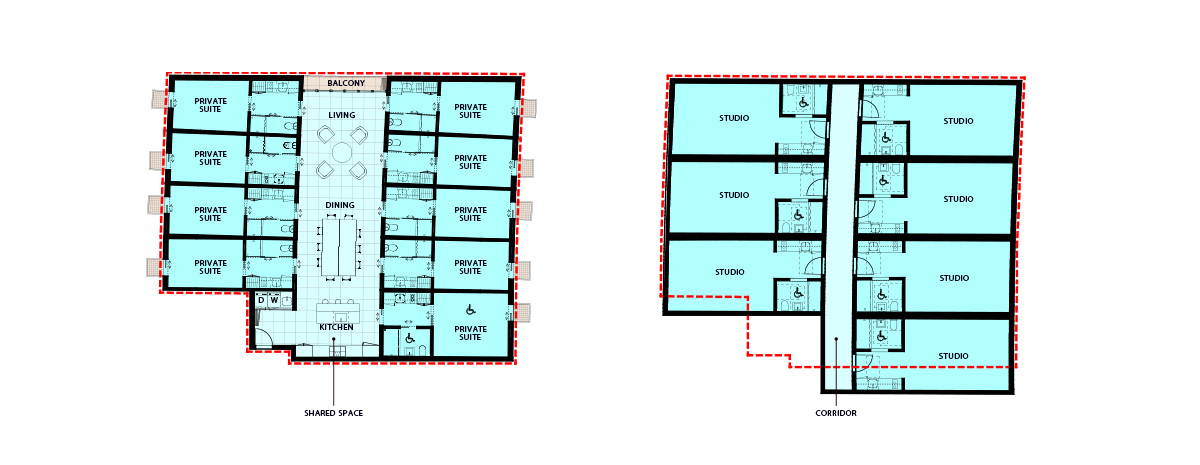 BALCONY
PRIVATE
SUITE
LIVING
PRIVATE
SUITE
PRIVATE
SUITE
PRIVATE
SUITE
PRIVATE
SUITE
DINING
PRIVATE
SUITE
PRIVATE
SUITE
PRIVATE
SUITE
D W
KITCHEN
PRIVATE
SUITE
SHARED SPACE
STUDIO
STUDIO
STUDIO
STUDIO
STUDIO
STUDIO
STUDIO
CORRIDOR